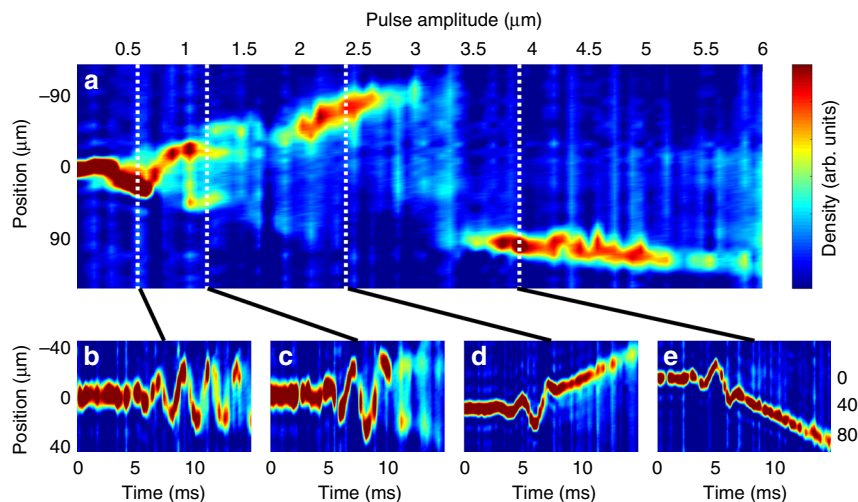 Pulse amplitude (μm)
0.5 1 1.5 2 2.5 3 3.5 4 4.5 5 5.5 6
a
−90
0
90
Position (μm)
Density (arb. units)
b c d e
−40
0
40
Position (μm)
0
40
80
0 5 10
0 5 10
0 5 10
0 5 10
Time (ms) Time (ms) Time (ms) Time (ms)